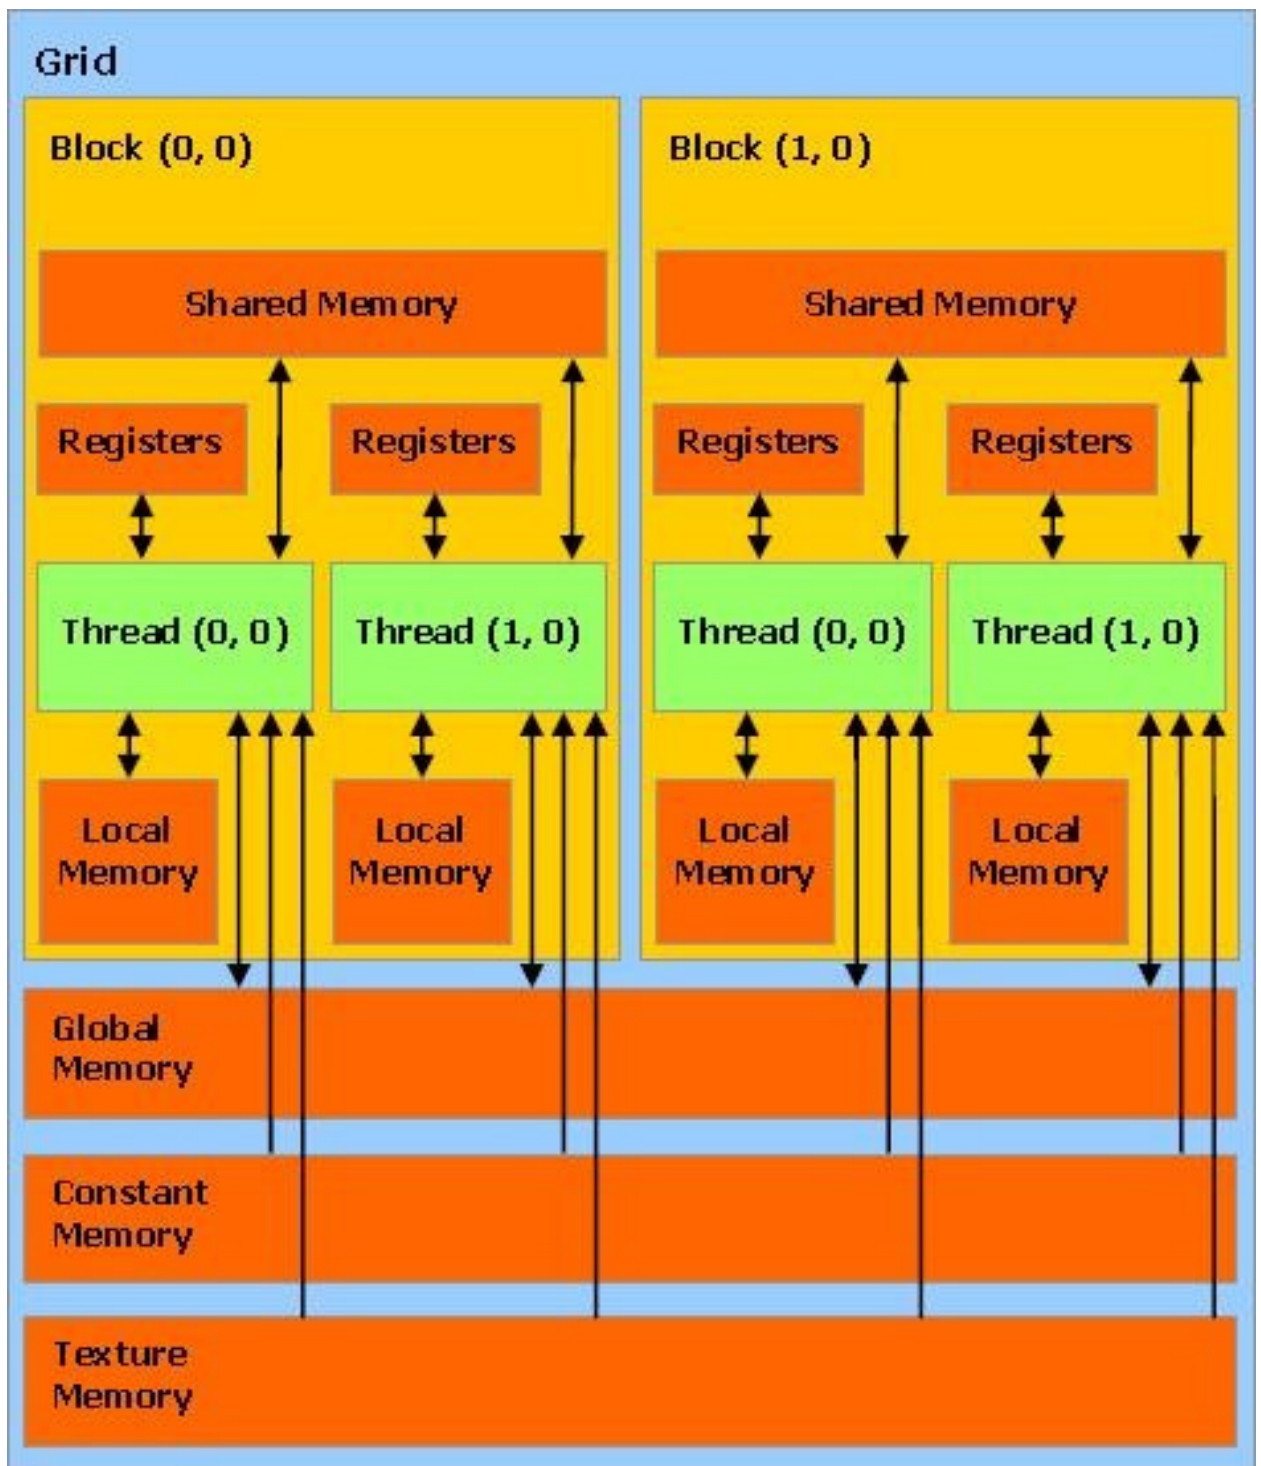 Grid
Block (0, 0)
Block (1, 0)
Shared Memory
Shared Memory
Registers
Registers
Registers
Registers
Thread (0, 0)
Thread (1, 0)
Thread (0, 0)
Thread (1, 0)
Local
Memory
Local
Memory
Local
Memory
Local
Memory
Global
Memory
Constant
Memory
Texture
Memory